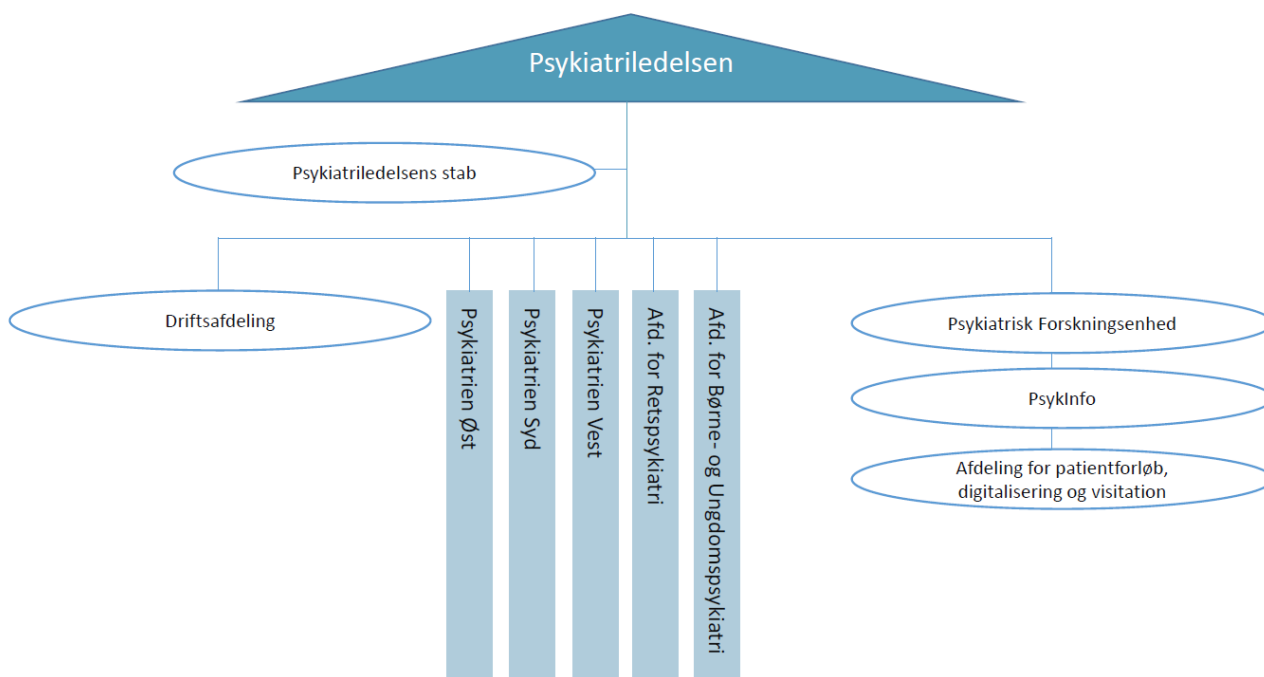 Psykiatriledelsen
Psykiatriledelsens stab
Driftsafdeling
Psykiatrien Øst
Psykiatrien Syd
Psykiatrien Vest
Afd. for Retspsykiatri
Afd. for Børne- og Ungdomspsykiatri
Psykiatrisk Forskningsenhed
PsykInfo
Afdeling for patientforløb,
digitalisering og visitation